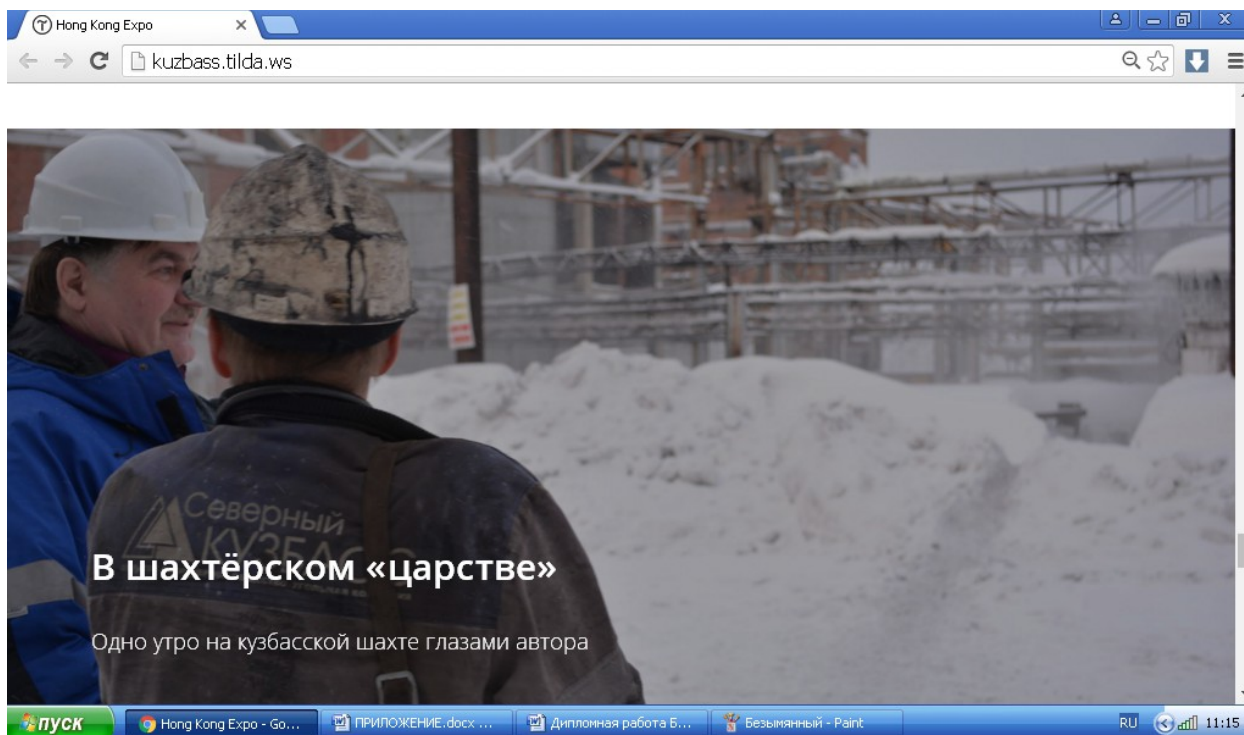 Hong Kong Expo
kuzbass.tilda.ws
Северный
КУЗБАСС
В шахтёрском «царстве»
Одно утро на кузбасской шахте глазами автора
пуск
Hong Kong Expo - Go...
ПРИЛОЖЕНИЕ.docx ...
Дипломная работа Б...
Безымянный - Paint
RU
11:15